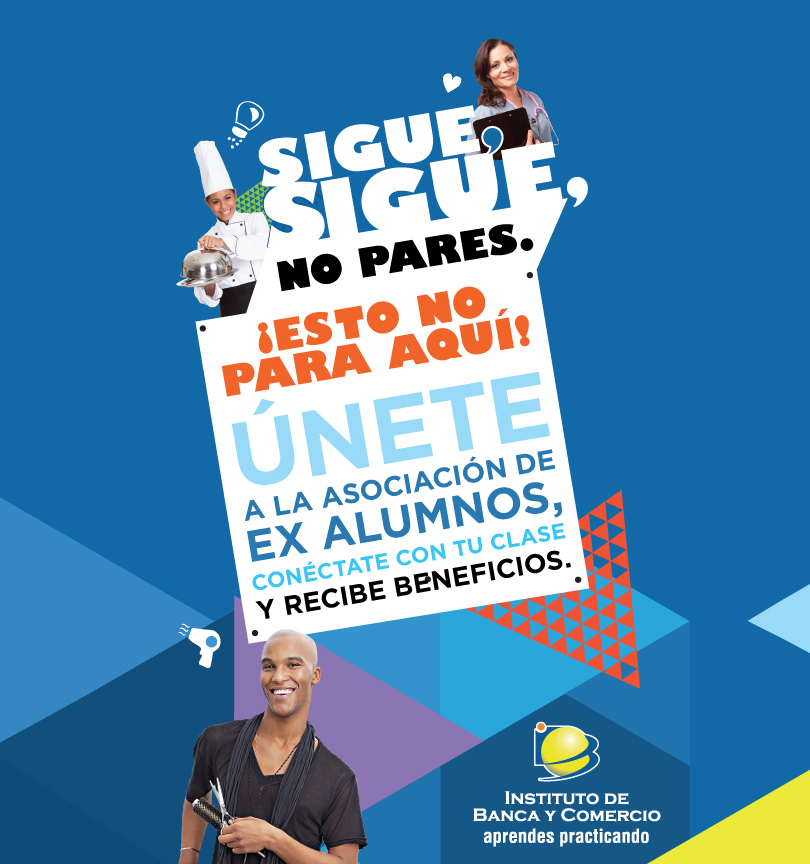 SIGUE,
SIGUE,
NO PARES.
¡ESTO NO
PARA AQUÍ!
ÚNETE
A LA ASOCIACIÓN DE
EX ALUMNOS,
CONÉCTATE CON TU CLASE
Y RECIBE BENEFICIOS.
INSTITUTO DE
BANCA Y COMERCIO
aprendes practicando